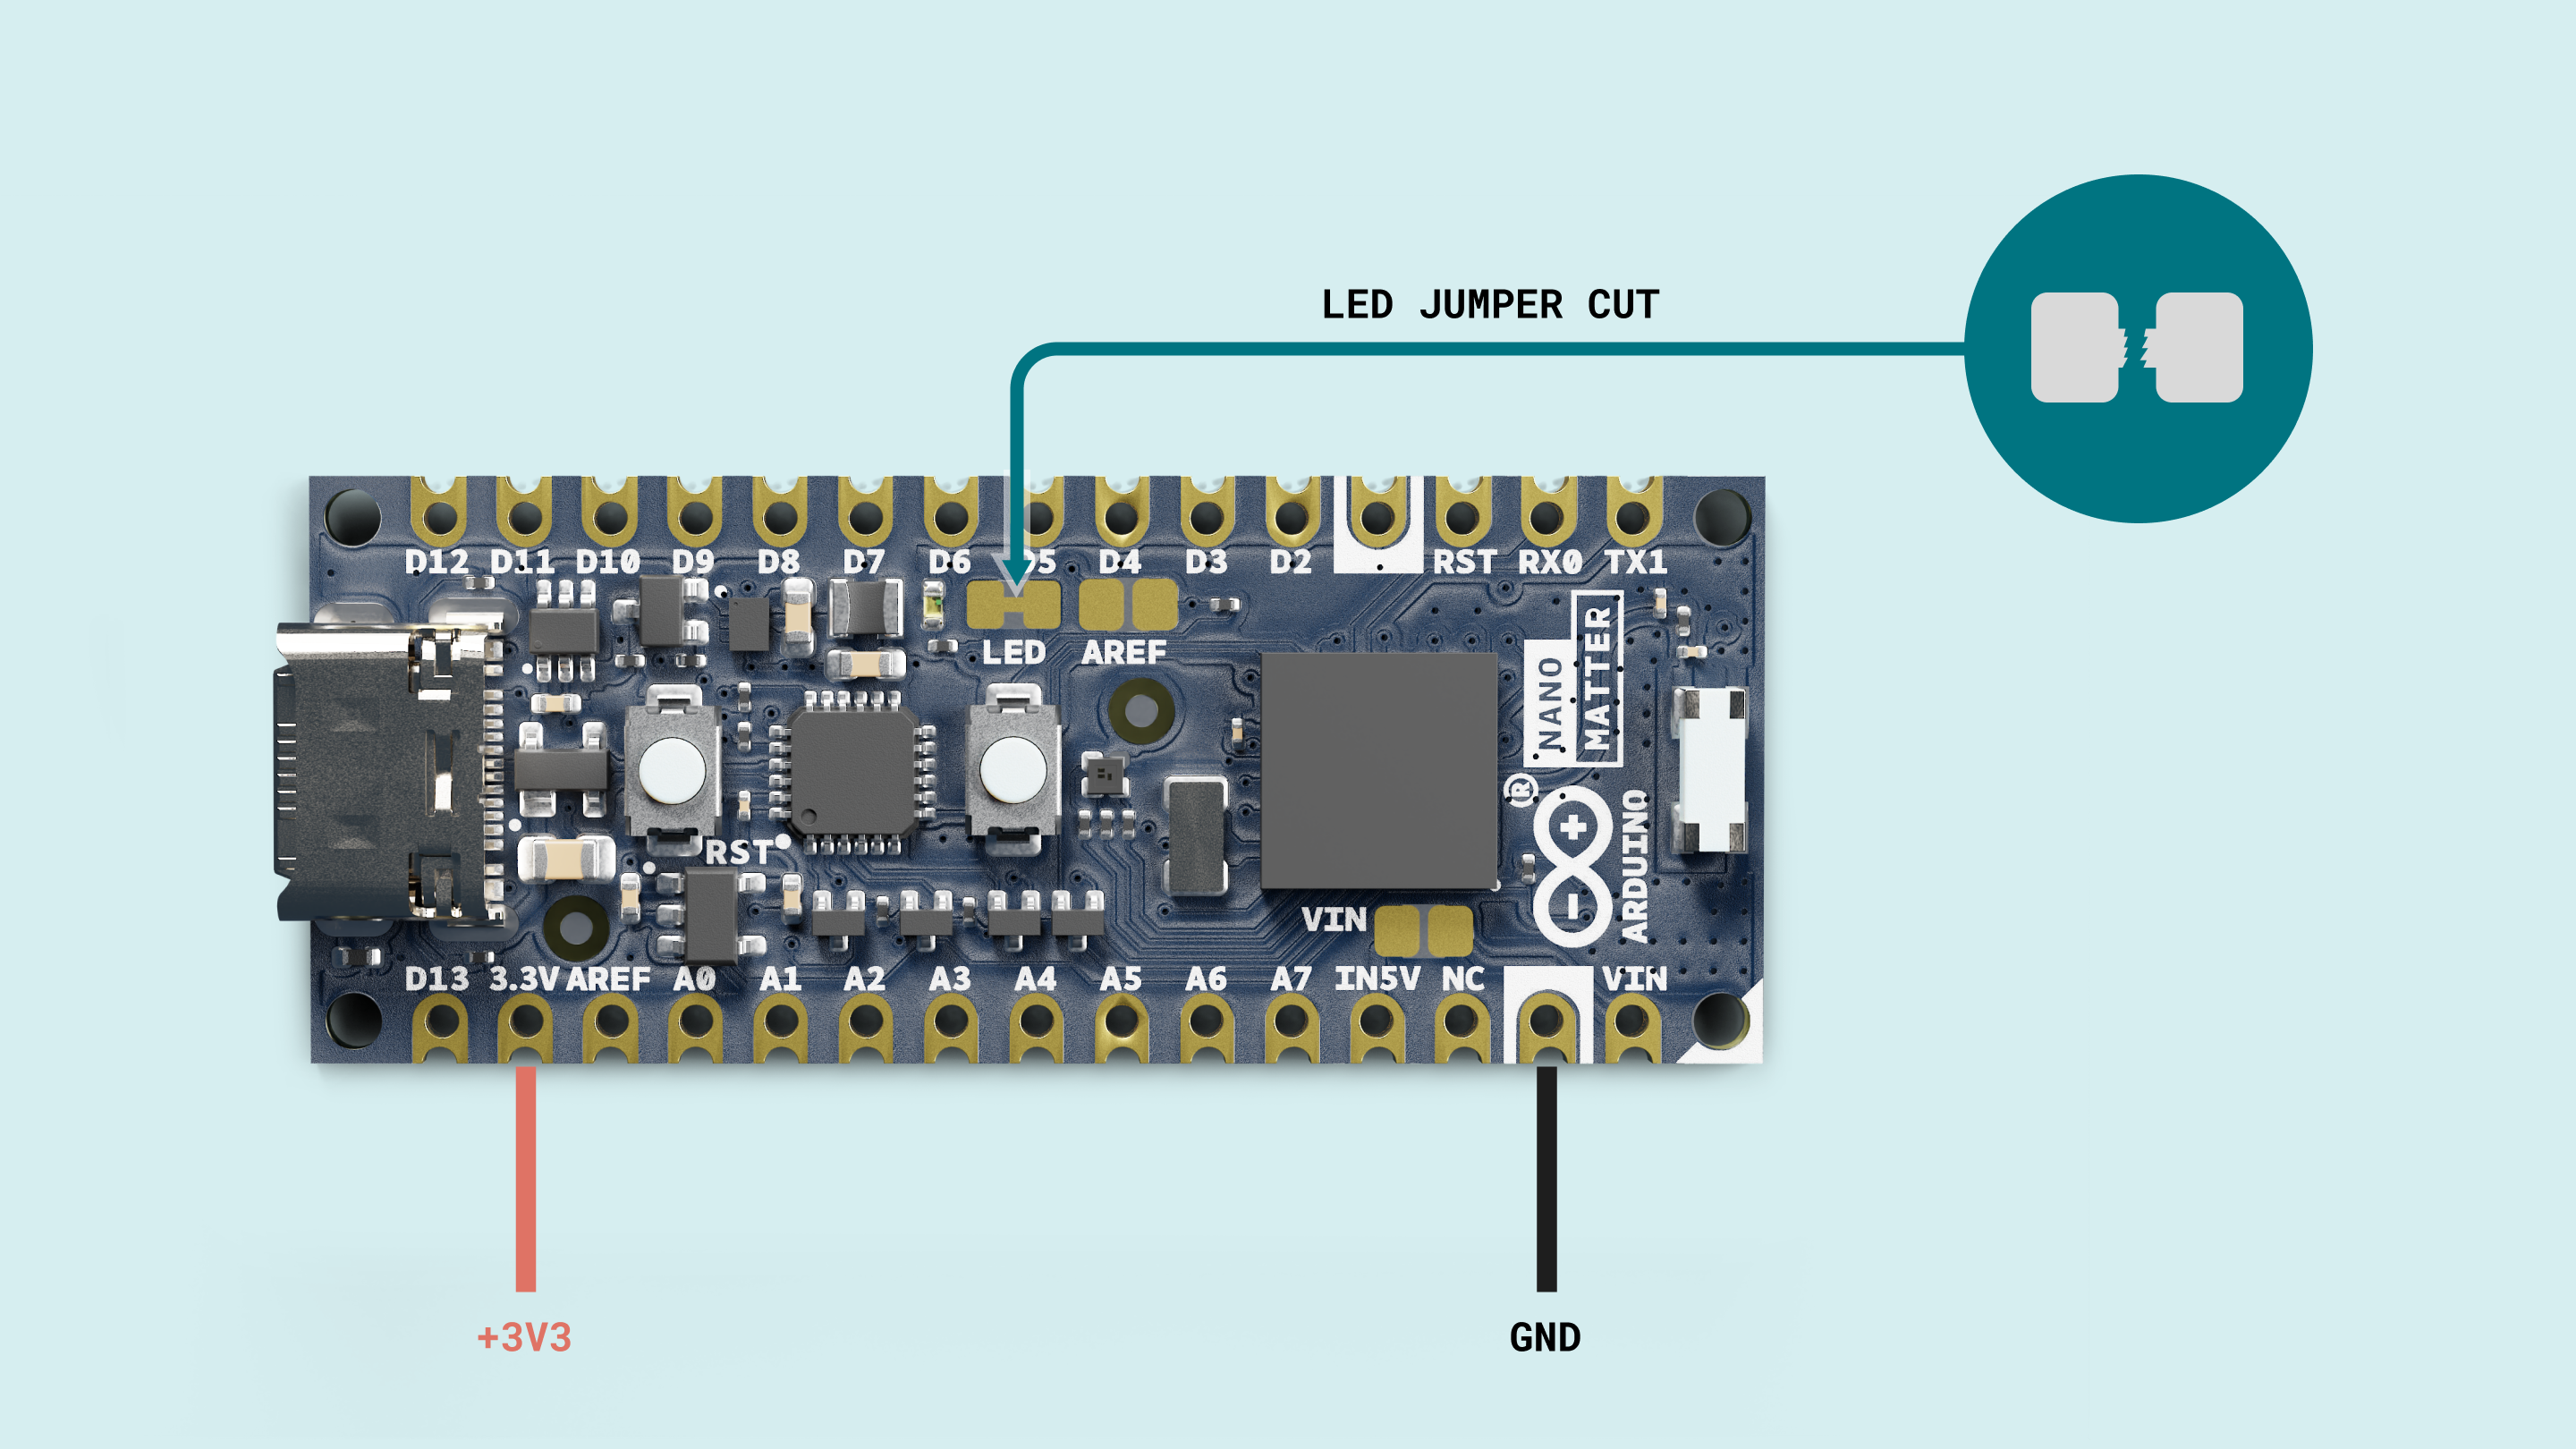 LED JUMPER CUT
D12 D11 D10 D9 D8 D7 D6 D5 D4 D3 D2 RST RX0 TX1
LED AREF
NANO
MATTER
®
ARDUINO
RST
VIN
D13 3.3V AREF A0 A1 A2 A3 A4 A5 A6 A7 IN5V NC VIN
+3V3
GND